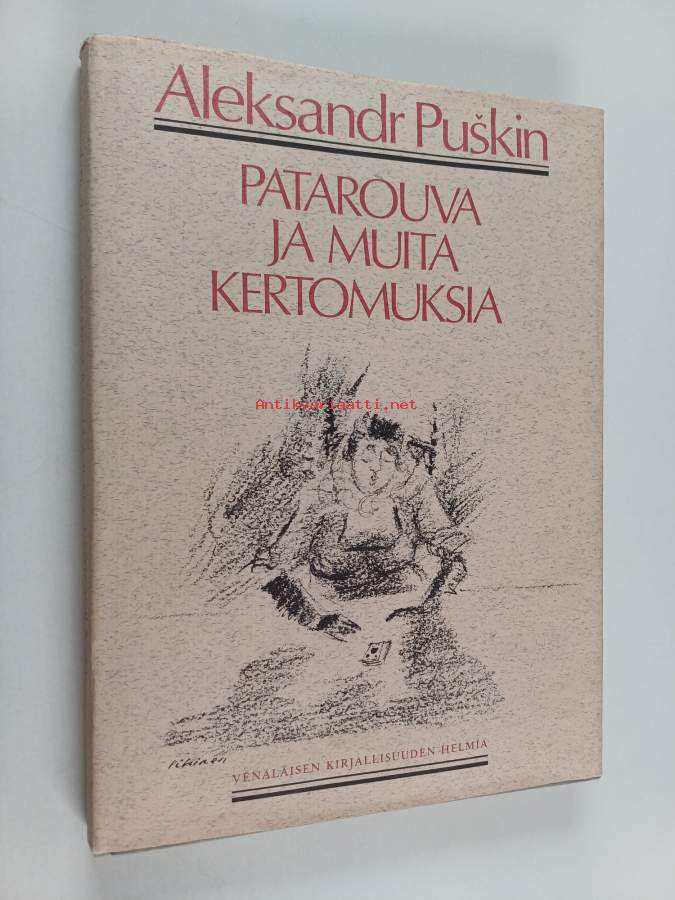 Aleksandr Puškin
PATAROUVA
JA MUITA
KERTOMUKSIA
Antikvariaatti.net
VENÄLÄISEN KIRJALLISUUDEN HELMIÄ